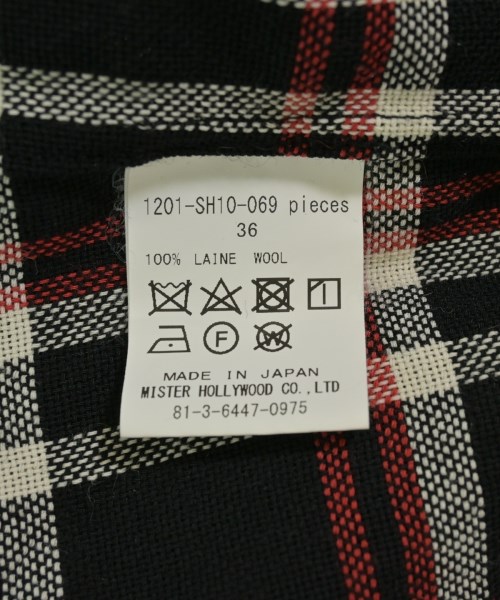 1201-SH10-069 pieces
36
100% LAINE WOOL
F W
MADE IN JAPAN
MISTER HOLLYWOOD CO., LTD
81-3-6447-0975